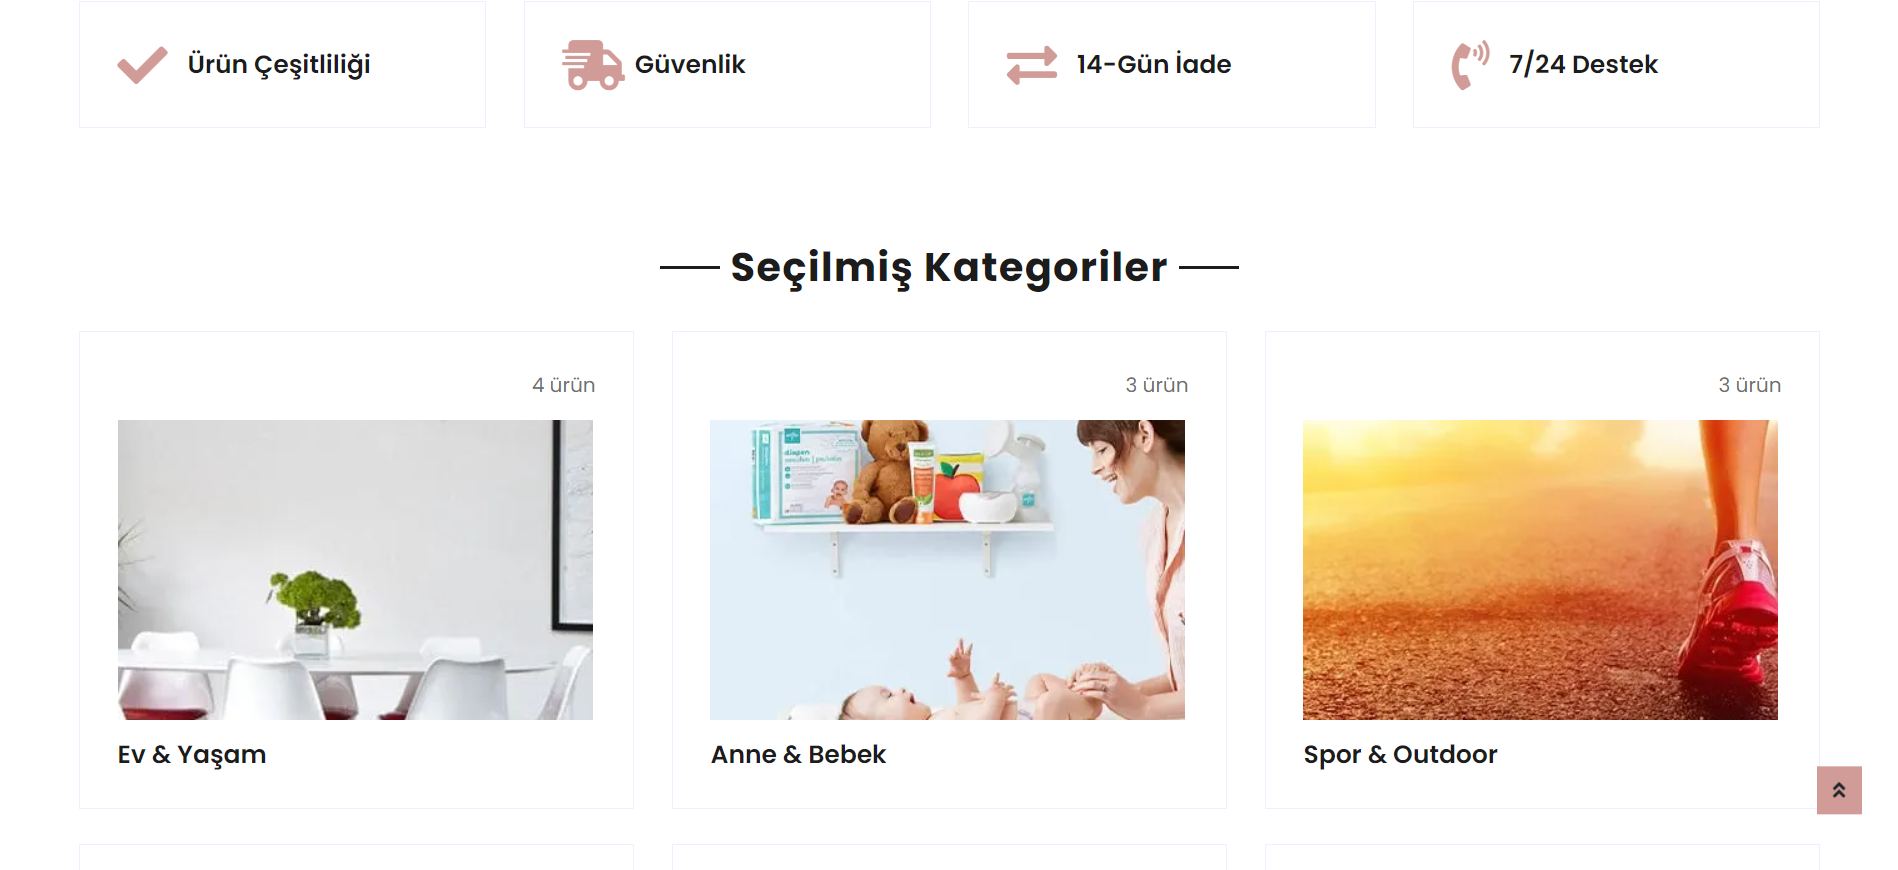 Ürün Çeşitliliği
Güvenlik
14-Gün İade
7/24 Destek
Seçilmiş Kategoriler
4 ürün
3 ürün
3 ürün
Ev & Yaşam
Anne & Bebek
Spor & Outdoor